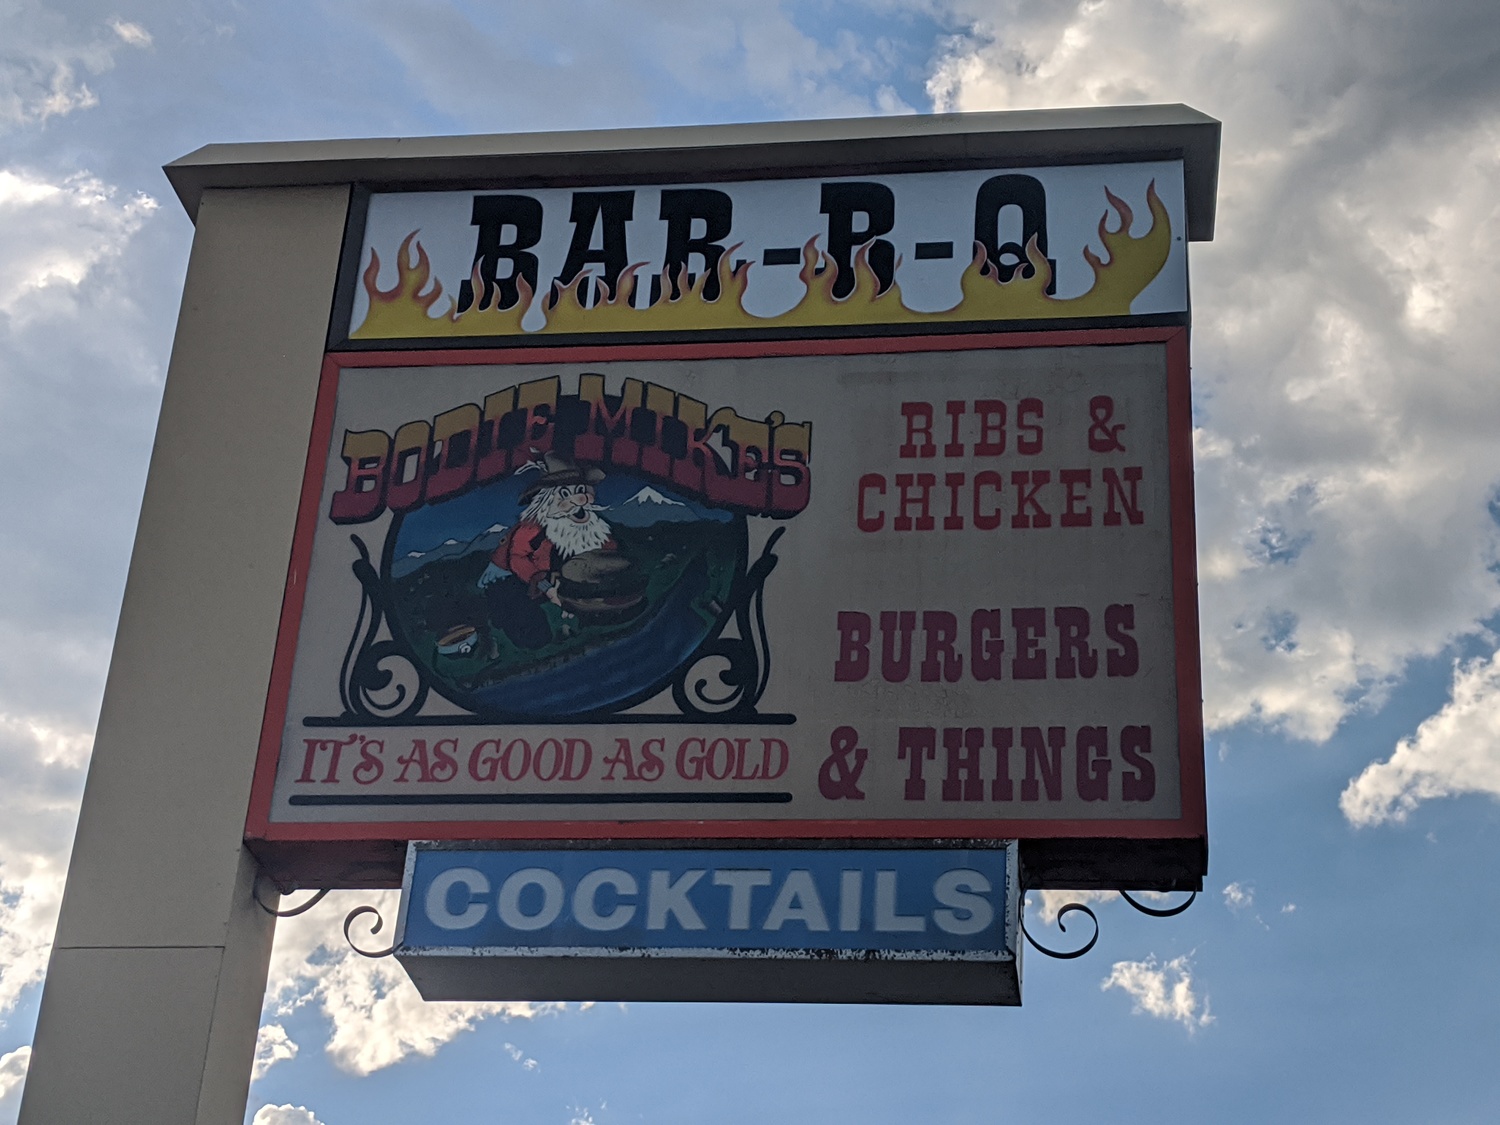 BAR-B-Q
BODIE MIKE'S
IT'S AS GOOD AS GOLD
RIBS &
CHICKEN
BURGERS
& THINGS
COCKTAILS